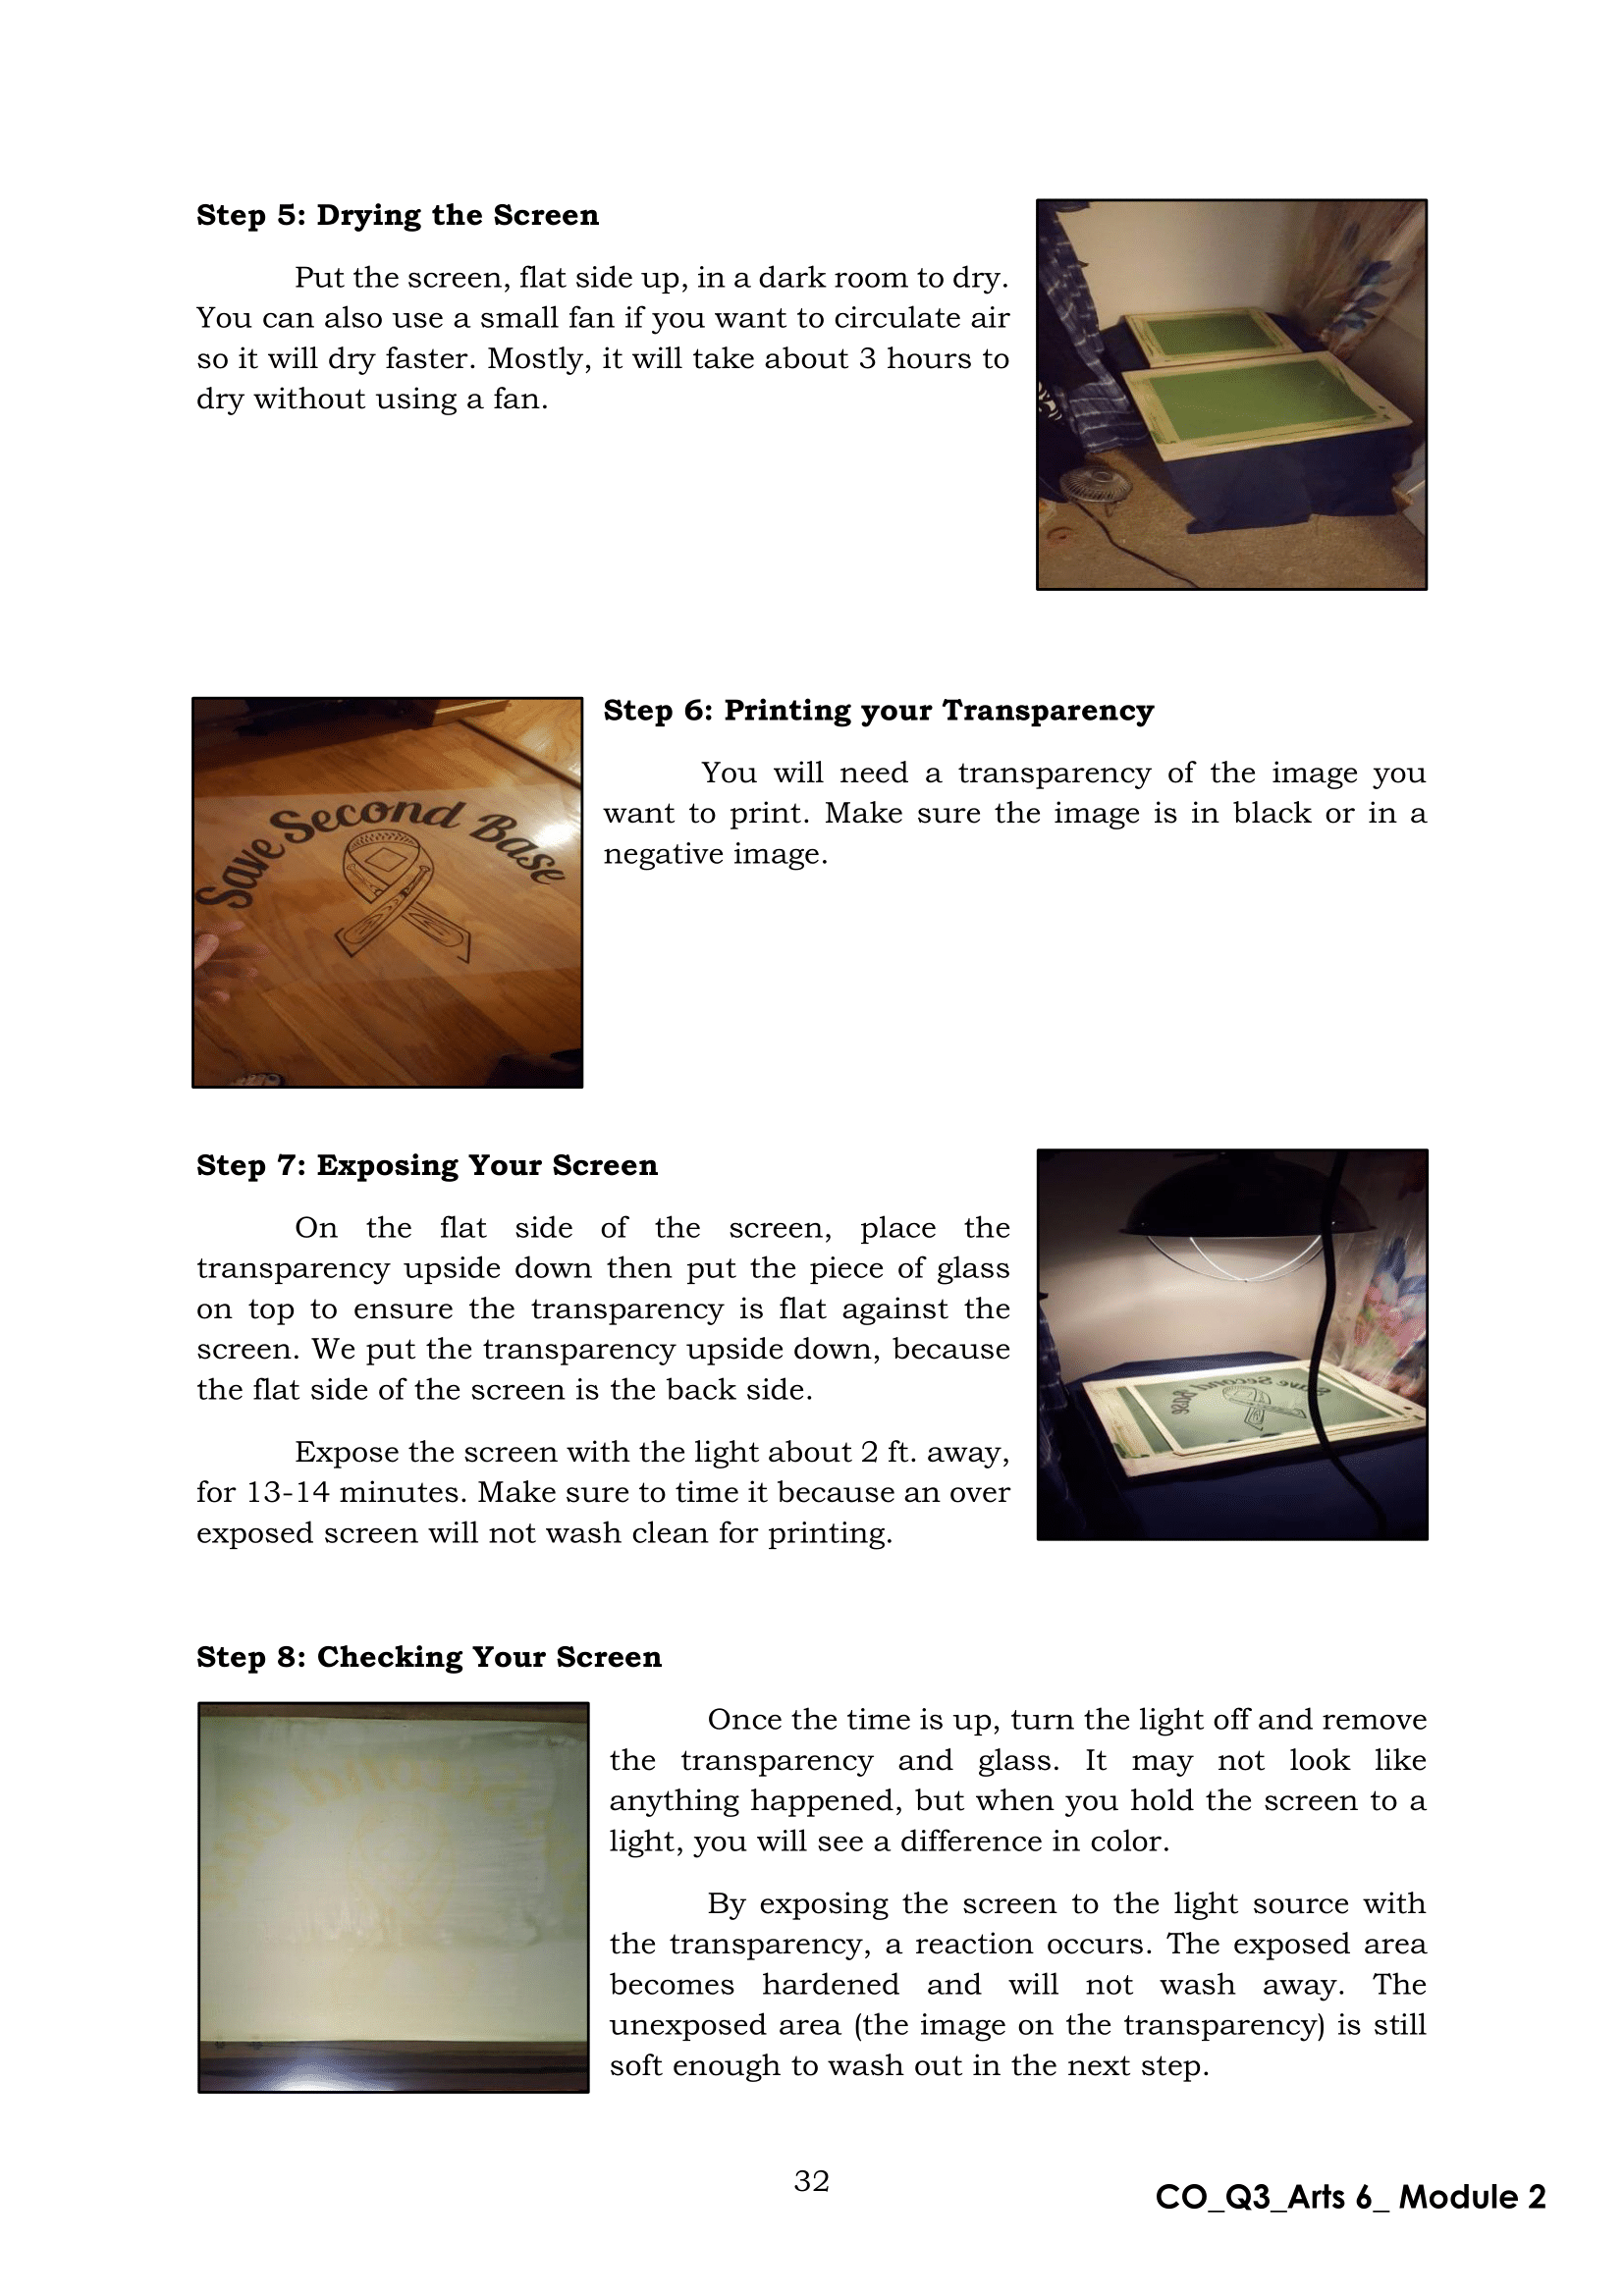 Step 5: Drying the Screen
Put the screen, flat side up, in a dark room to dry.
You can also use a small fan if you want to circulate air
so it will dry faster. Mostly, it will take about 3 hours to
dry without using a fan.
Save Second Base
Step 6: Printing your Transparency
You will need a transparency of the image you
want to print. Make sure the image is in black or in a
negative image.
Step 7: Exposing Your Screen
On the flat side of the screen, place the
transparency upside down then put the piece of glass
on top to ensure the transparency is flat against the
screen. We put the transparency upside down, because
the flat side of the screen is the back side.
Expose the screen with the light about 2 ft. away,
for 13-14 minutes. Make sure to time it because an over
exposed screen will not wash clean for printing.
Save Second Base
Step 8: Checking Your Screen
Once the time is up, turn the light off and remove
the transparency and glass. It may not look like
anything happened, but when you hold the screen to a
light, you will see a difference in color.
By exposing the screen to the light source with
the transparency, a reaction occurs. The exposed area
becomes hardened and will not wash away. The
unexposed area (the image on the transparency) is still
soft enough to wash out in the next step.
32
CO_Q3_Arts 6_ Module 2